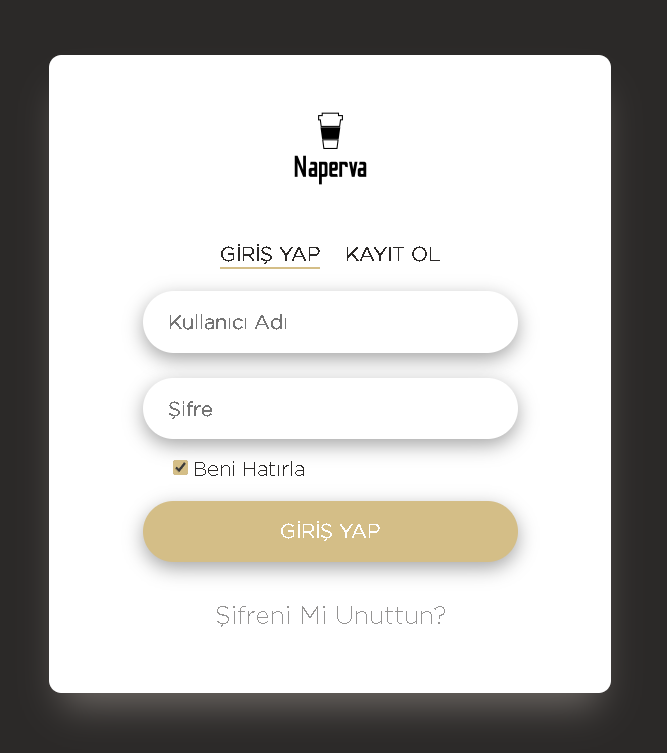 Naperva
GİRİŞ YAP KAYIT OL
Kullanıcı Adı
Şifre
Beni Hatırla
GİRİŞ YAP
Şifreni Mi Unuttun?